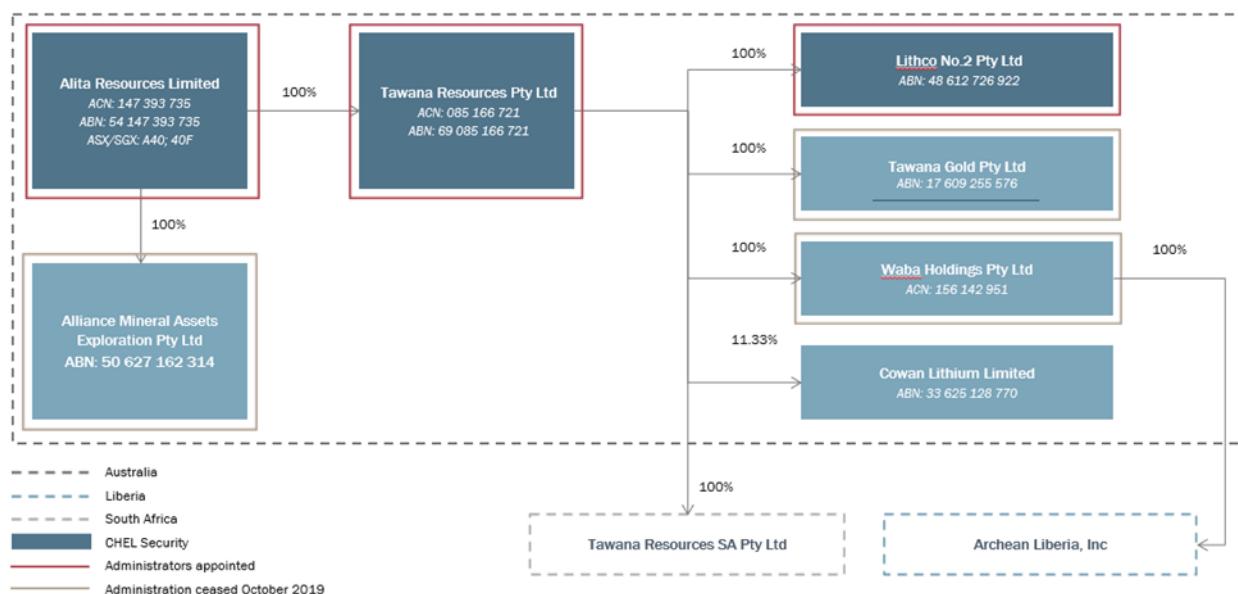 Alita Resources Limited
ACN: 147 393 735
ABN: 54 147 393 735
ASX/SGX: A40; 40F
100%
Tawana Resources Pty Ltd
ACN: 085 166 721
ABN: 69 085 166 721
100%
Lithco No.2 Pty Ltd
ABN: 48 612 726 922
100%
Tawana Gold Pty Ltd
ABN: 17 609 255 576
100%
Alliance Mineral Assets
Exploration Pty Ltd
ABN: 50 627 162 314
100%
Waba Holdings Pty Ltd
ACN: 156 142 951
100%
11.33%
Cowan Lithium Limited
ABN: 33 625 128 770
100%
Tawana Resources SA Pty Ltd
Archean Liberia, Inc
Australia
Liberia
South Africa
CHEL Security
Administrators appointed
Administration ceased October 2019